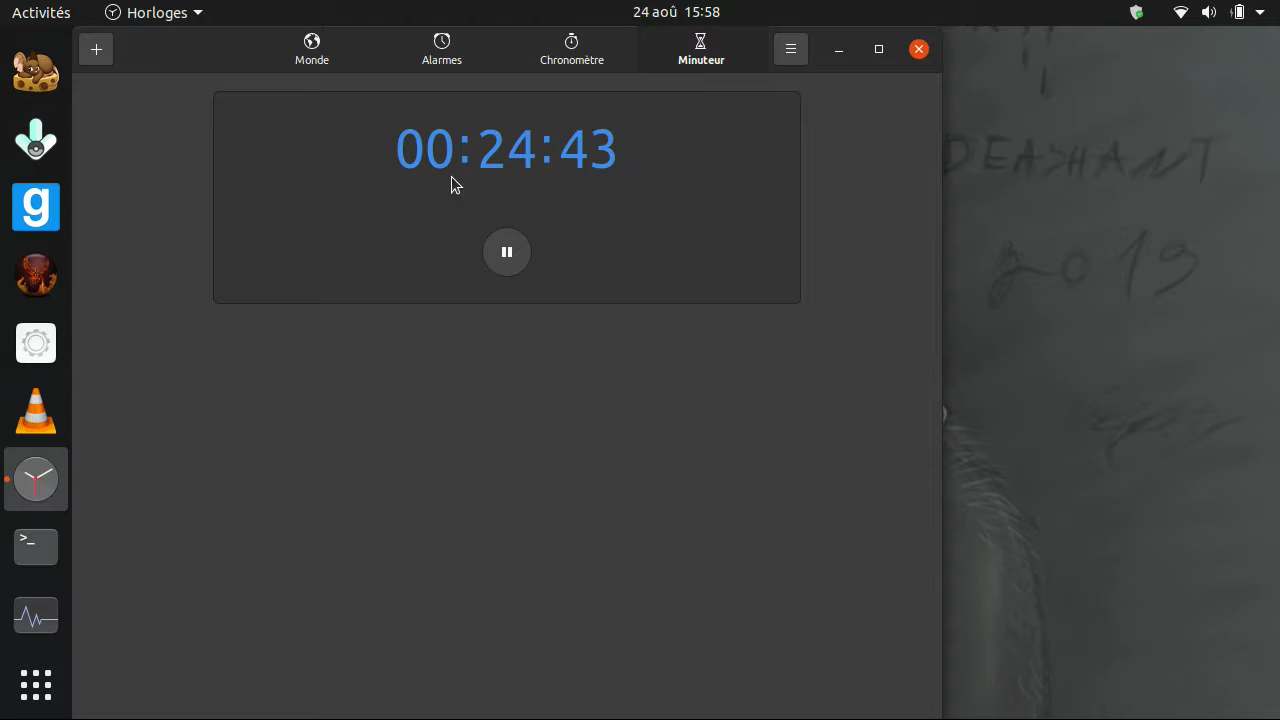 Activités
Horloges
24 aoû 15:58
Monde
Alarmes
Chronomètre
Minuteur
00:24:43
g
>_
DEASHANT
2019